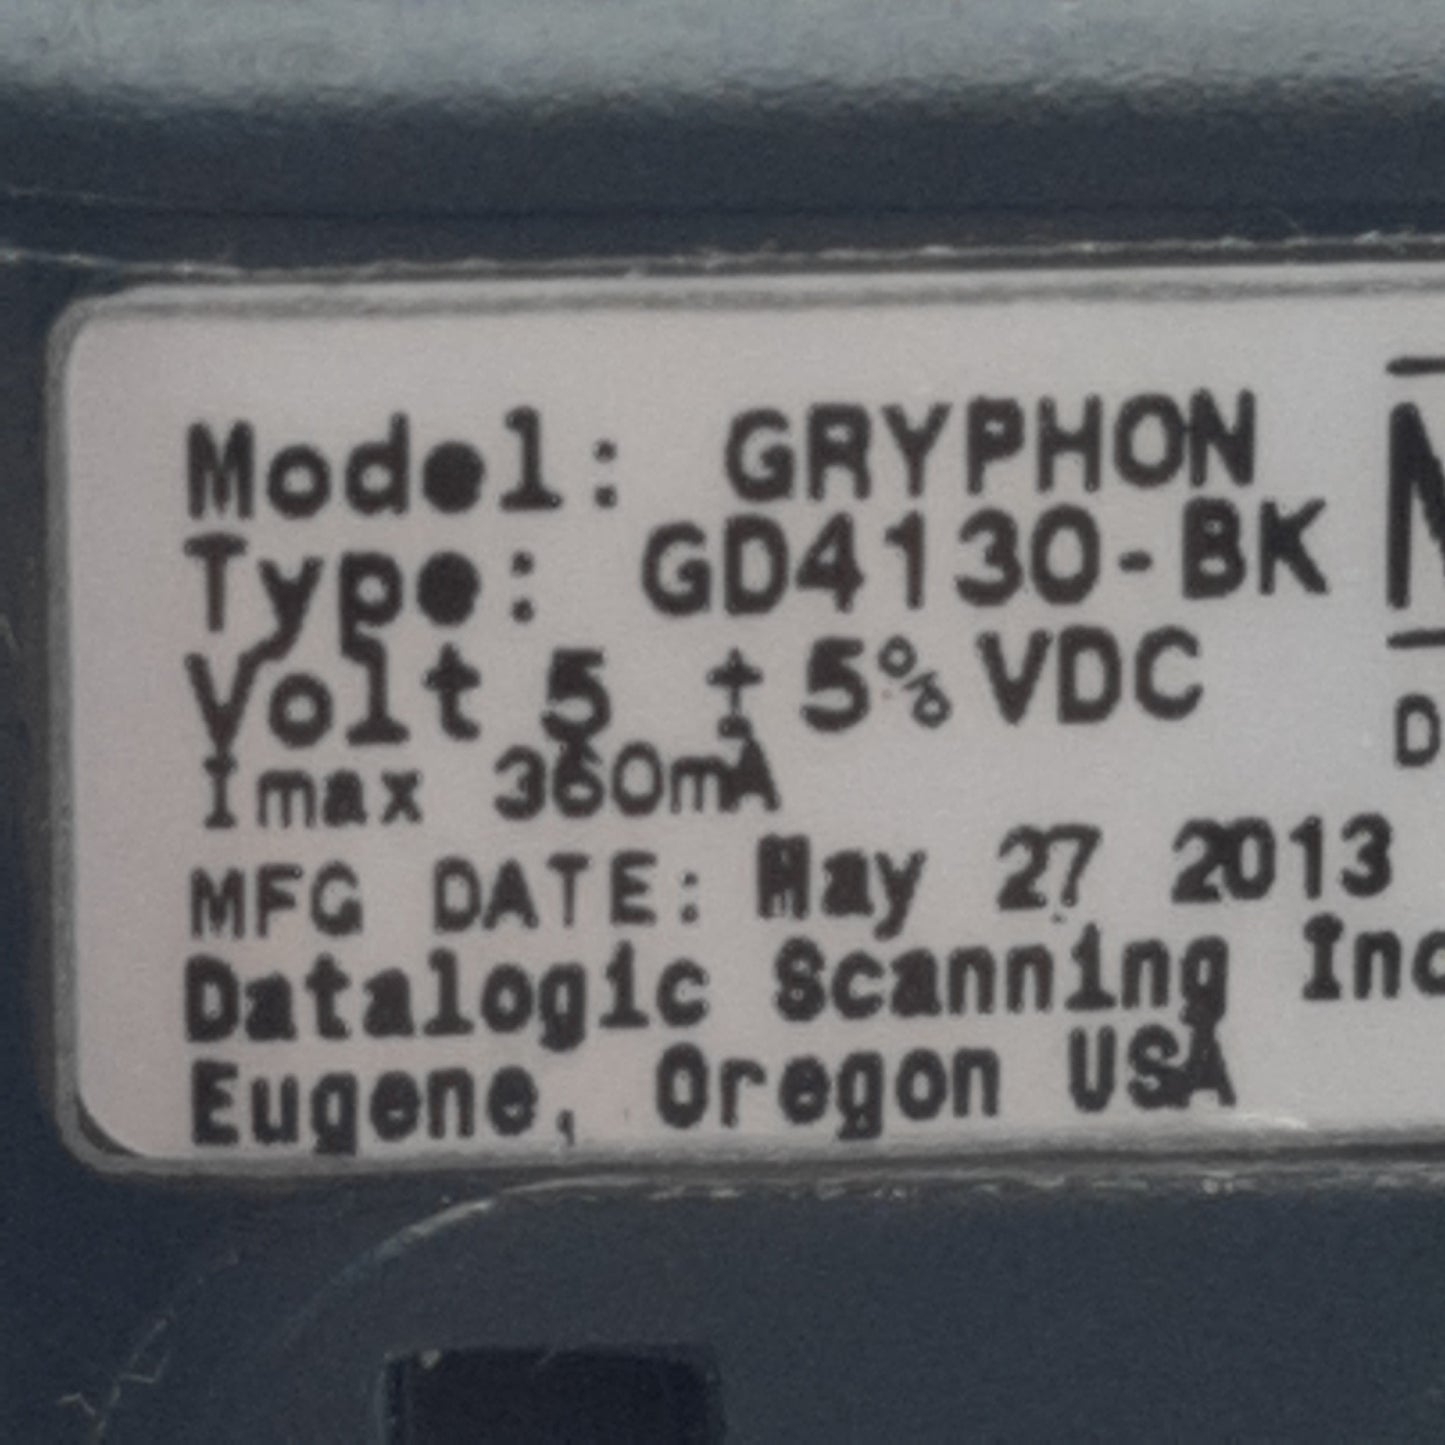 Model: GRYPHON
Type: GD4130-BK
Volt 5 ± 5% VDC
Imax 360mA
MFG DATE: May 27 2013
Datalogic Scanning Inc
Eugene, Oregon USA
D